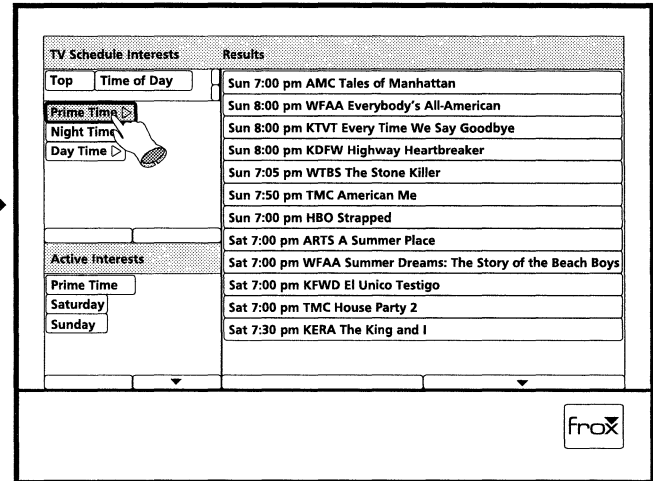 TV Schedule Interests
Top Time of Day
Prime Time
Night Time
Day Time
Active Interests
Prime Time
Saturday
Sunday
Results
Sun 7:00 pm AMC Tales of Manhattan
Sun 8:00 pm WFAA Everybody's All-American
Sun 8:00 pm KTVT Every Time We Say Goodbye
Sun 8:00 pm KDFW Highway Heartbreaker
Sun 7:05 pm WTBS The Stone Killer
Sun 7:50 pm TMC American Me
Sun 7:00 pm HBO Strapped
Sat 7:00 pm ARTS A Summer Place
Sat 7:00 pm WFAA Summer Dreams: The Story of the Beach Boys
Sat 7:00 pm KFWD El Unico Testigo
Sat 7:00 pm TMC House Party 2
Sat 7:30 pm KERA The King and I
frox